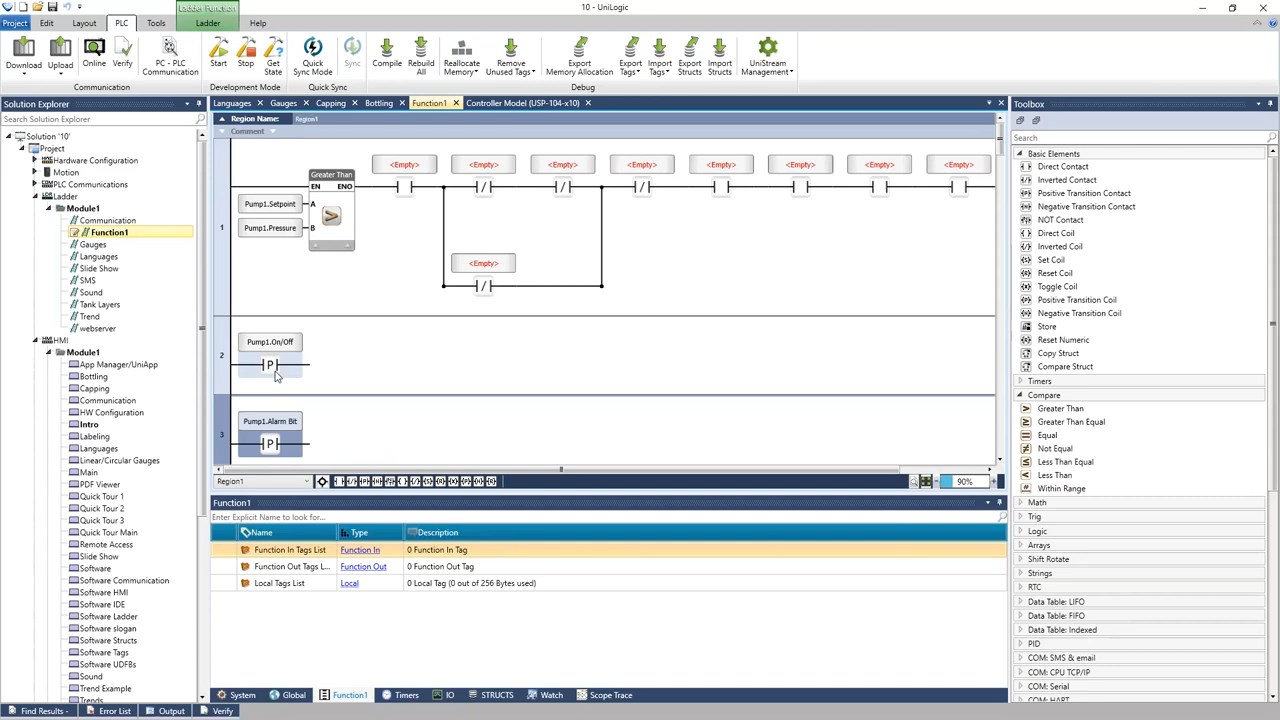 10 - UniLogic
Ladder Function
Project Edit Layout PLC Tools Help Ladder
Download Upload Online Verify PC - PLC Communication Start Stop Get State Quick Sync Mode Sync Compile Rebuild All Reallocate Memory Remove Unused Tags Export Memory Allocation Export Tags Import Tags Export Structs Import Structs UniStream Management
Communication Development Mode Quick Sync Debug
Solution Explorer
Search Solution Explorer
Solution '10'
Project
Hardware Configuration
Motion
PLC Communications
Ladder
Module1
Communication
Function1
Gauges
Languages
Slide Show
SMS
Sound
Tank Layers
Trend
webserver
HMI
Module1
App Manager/UniApp
Bottling
Capping
Communication
HW Configuration
Intro
Labeling
Languages
Linear/Circular Gauges
Main
PDF Viewer
Quick Tour 1
Quick Tour 2
Quick Tour 3
Quick Tour Main
Remote Access
Slide Show
Software
Software Communication
Software HMI
Software IDE
Software Ladder
Software slogan
Software Structs
Software Tags
Software UDFBs
Sound
Trend Example
Trends
Languages Gauges Capping Bottling Function1 Controller Model (USP-104-x10)
Region Name: Region1
Comment
<Empty> <Empty> <Empty> <Empty> <Empty> <Empty> <Empty> <Empty>
Greater Than
EN ENO
Pump1.Setpoint A
1 Pump1.Pressure B
<Empty>
Pump1.On/Off
2
P
Pump1.Alarm Bit
3
P
Region1 90%
Function1
Enter Explicit Name to look for...
Name Type Description
Function In Tags List Function In 0 Function In Tag
Function Out Tags L... Function Out 0 Function Out Tag
Local Tags List Local 0 Local Tag (0 out of 256 Bytes used)
System Global Function1 Timers IO STRUCTS Watch Scope Trace
Toolbox
Search
Basic Elements
Direct Contact
Inverted Contact
Positive Transition Contact
Negative Transition Contact
NOT Contact
Direct Coil
Inverted Coil
Set Coil
Reset Coil
Toggle Coil
Positive Transition Coil
Negative Transition Coil
Store
Reset Numeric
Copy Struct
Compare Struct
Timers
Compare
Greater Than
Greater Than Equal
Equal
Not Equal
Less Than Equal
Less Than
Within Range
Math
Trig
Logic
Arrays
Shift Rotate
Strings
RTC
Data Table: LIFO
Data Table: FIFO
Data Table: Indexed
PID
COM: SMS & email
COM: CPU TCP/IP
COM: Serial
COM: HART
Find Results - Error List Output Verify